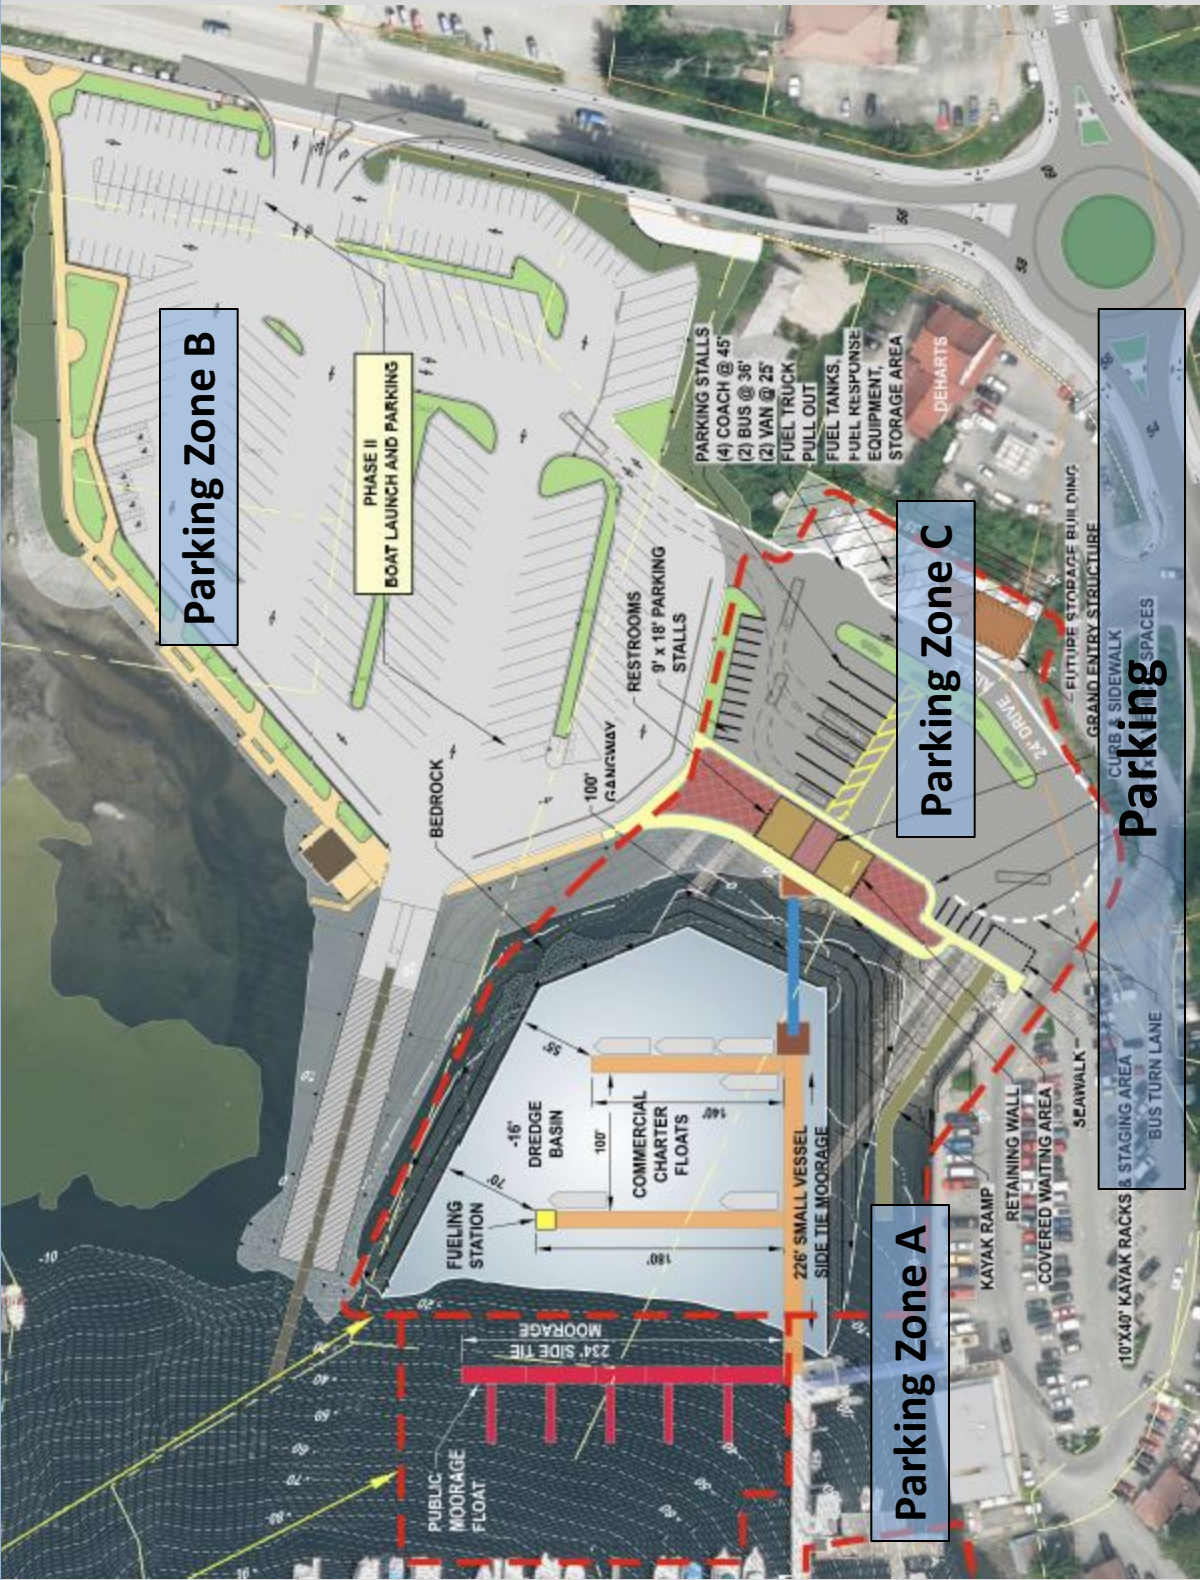 Parking Zone B
PHASE II
BOAT LAUNCH AND PARKING
PARKING STALLS
(4) COACH @ 45'
(2) BUS @ 36'
(2) VAN @ 25'
FUEL TRUCK
PULL OUT
FUEL TANKS,
FUEL RESPONSE
EQUIPMENT,
STORAGE AREA
DEHARTS
BEDROCK
100'
GANGWAY
RESTROOMS
9' x 18' PARKING
STALLS
Parking Zone C
24' DRIVE
FUTURE STORAGE BUILDING
GRAND ENTRY STRUCTURE
CURB & SIDEWALK
SPACES
Parking
FUELING
STATION
-16'
DREDGE
BASIN
55'
70'
100'
140'
180'
COMMERCIAL
CHARTER
FLOATS
226' SMALL VESSEL
SIDE TIE MOORAGE
PUBLIC
MOORAGE
FLOAT
234' SIDE TIE
MOORAGE
Parking Zone A
KAYAK RAMP
RETAINING WALL
COVERED WAITING AREA
SEAWALK
10'X40' KAYAK RACKS & STAGING AREA
BUS TURN LANE
-10
-20